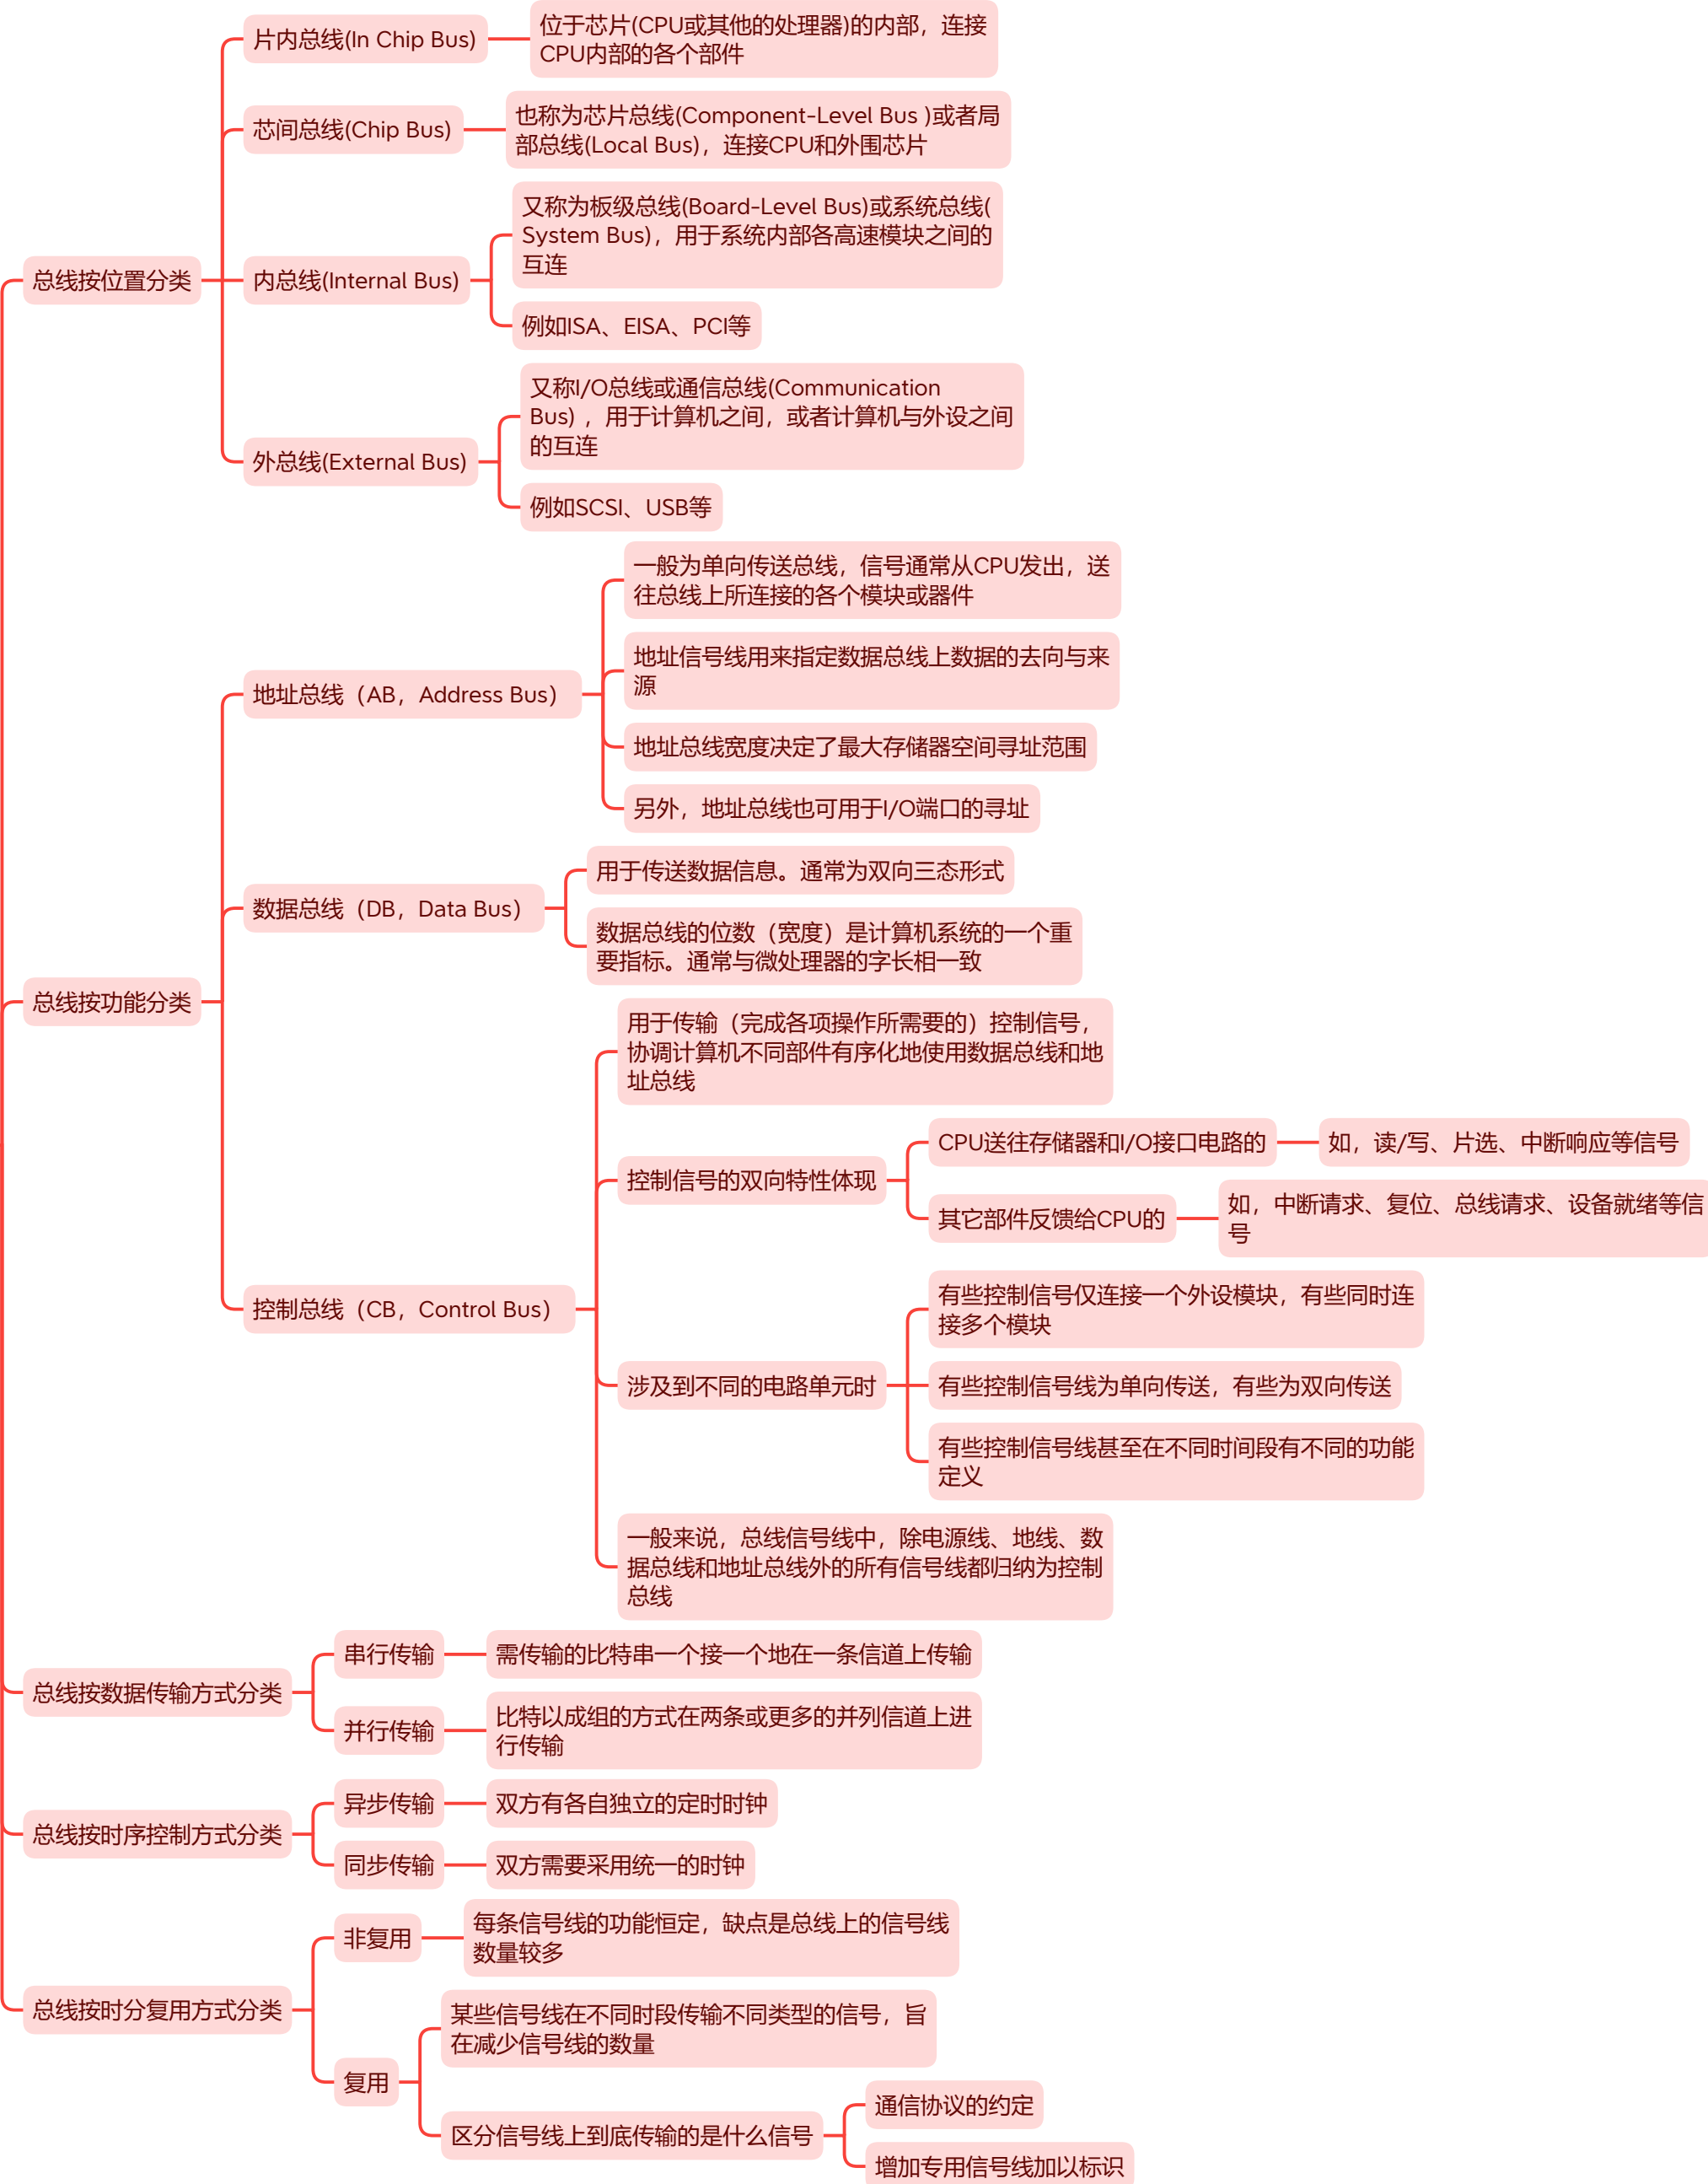 总线按位置分类
片内总线(In Chip Bus)
位于芯片(CPU或其他的处理器)的内部，连接
CPU内部的各个部件
芯间总线(Chip Bus)
也称为芯片总线(Component-Level Bus )或者局
部总线(Local Bus)，连接CPU和外围芯片
内总线(Internal Bus)
又称为板级总线(Board-Level Bus)或系统总线(
System Bus)，用于系统内部各高速模块之间的
互连
例如ISA、EISA、PCI等
外总线(External Bus)
又称I/O总线或通信总线(Communication
Bus) ，用于计算机之间，或者计算机与外设之间
的互连
例如SCSI、USB等
总线按功能分类
地址总线（AB，Address Bus）
一般为单向传送总线，信号通常从CPU发出，送
往总线上所连接的各个模块或器件
地址信号线用来指定数据总线上数据的去向与来
源
地址总线宽度决定了最大存储器空间寻址范围
另外，地址总线也可用于I/O端口的寻址
数据总线（DB，Data Bus）
用于传送数据信息。通常为双向三态形式
数据总线的位数（宽度）是计算机系统的一个重
要指标。通常与微处理器的字长相一致
控制总线（CB，Control Bus）
用于传输（完成各项操作所需要的）控制信号，
协调计算机不同部件有序化地使用数据总线和地
址总线
控制信号的双向特性体现
CPU送往存储器和I/O接口电路的
如，读/写、片选、中断响应等信号
其它部件反馈给CPU的
如，中断请求、复位、总线请求、设备就绪等信
号
涉及到不同的电路单元时
有些控制信号仅连接一个外设模块，有些同时连
接多个模块
有些控制信号线为单向传送，有些为双向传送
有些控制信号线甚至在不同时间段有不同的功能
定义
一般来说，总线信号线中，除电源线、地线、数
据总线和地址总线外的所有信号线都归纳为控制
总线
总线按数据传输方式分类
串行传输
需传输的比特串一个接一个地在一条信道上传输
并行传输
比特以成组的方式在两条或更多的并列信道上进
行传输
总线按时序控制方式分类
异步传输
双方有各自独立的定时时钟
同步传输
双方需要采用统一的时钟
总线按时分复用方式分类
非复用
每条信号线的功能恒定，缺点是总线上的信号线
数量较多
复用
某些信号线在不同时段传输不同类型的信号，旨
在减少信号线的数量
区分信号线上到底传输的是什么信号
通信协议的约定
增加专用信号线加以标识